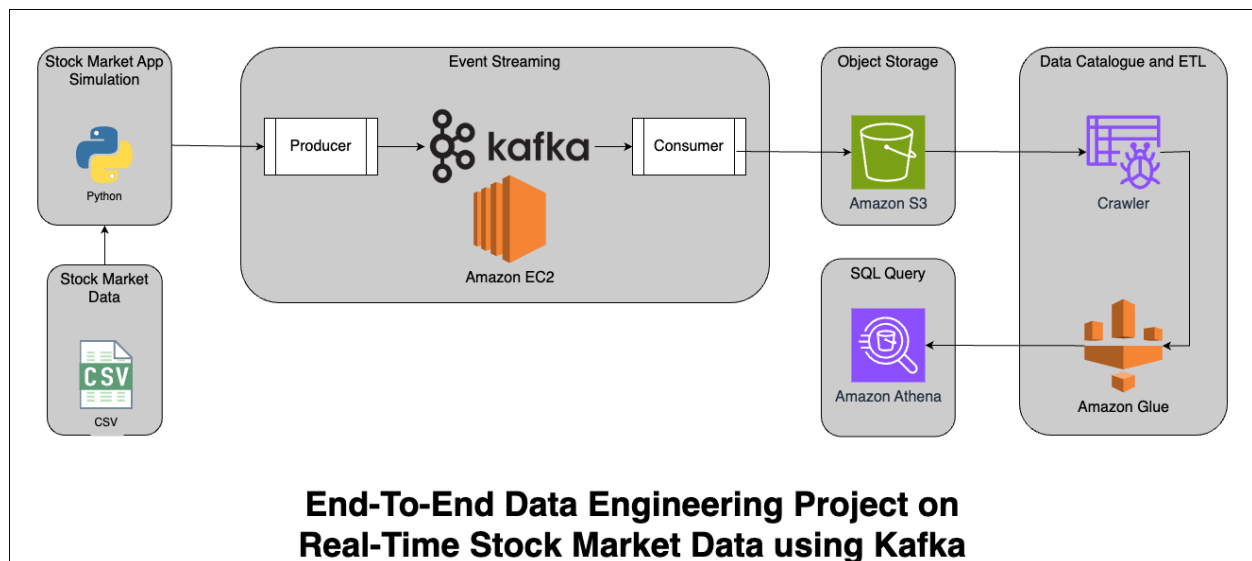 Stock Market App
Simulation
Python
Stock Market
Data
CSV
CSV
Event Streaming
Producer
kafka
Consumer
Amazon EC2
Object Storage
Amazon S3
SQL Query
Amazon Athena
Data Catalogue and ETL
Crawler
Amazon Glue
End-To-End Data Engineering Project on
Real-Time Stock Market Data using Kafka